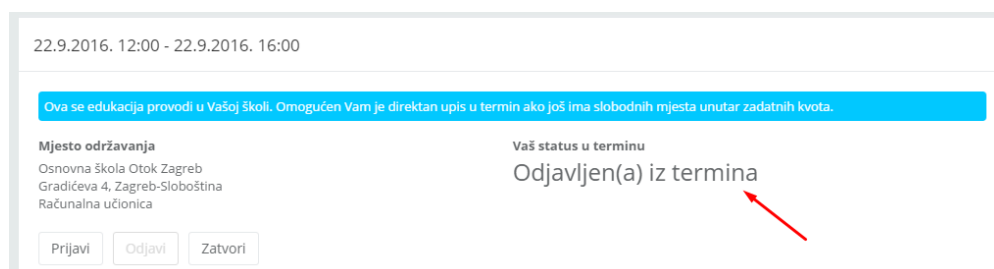 22.9.2016. 12:00 - 22.9.2016. 16:00
Ova se edukacija provodi u Vašoj školi. Omogućen Vam je direktan upis u termin ako još ima slobodnih mjesta unutar zadatnih kvota.
Mjesto održavanja
Osnovna škola Otok Zagreb
Gradićeva 4, Zagreb-Sloboština
Računalna učionica
Vaš status u terminu
Odjavljen(a) iz termina
Prijavi Odjavi Zatvori